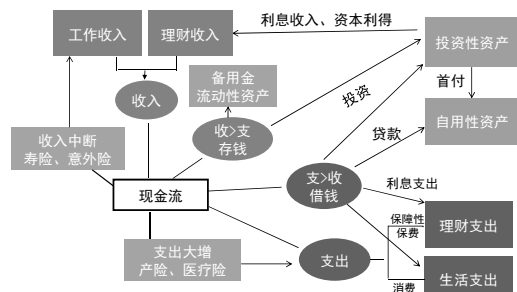 工作收入
理财收入
利息收入、资本利得
投资性资产
收入
备用金
流动性资产
投资
首付
收>支
存钱
贷款
自用性资产
收入中断
寿险、意外险
现金流
支>收
借钱
利息支出
保障性
保费
理财支出
支出大增
产险、医疗险
支出
消费
生活支出